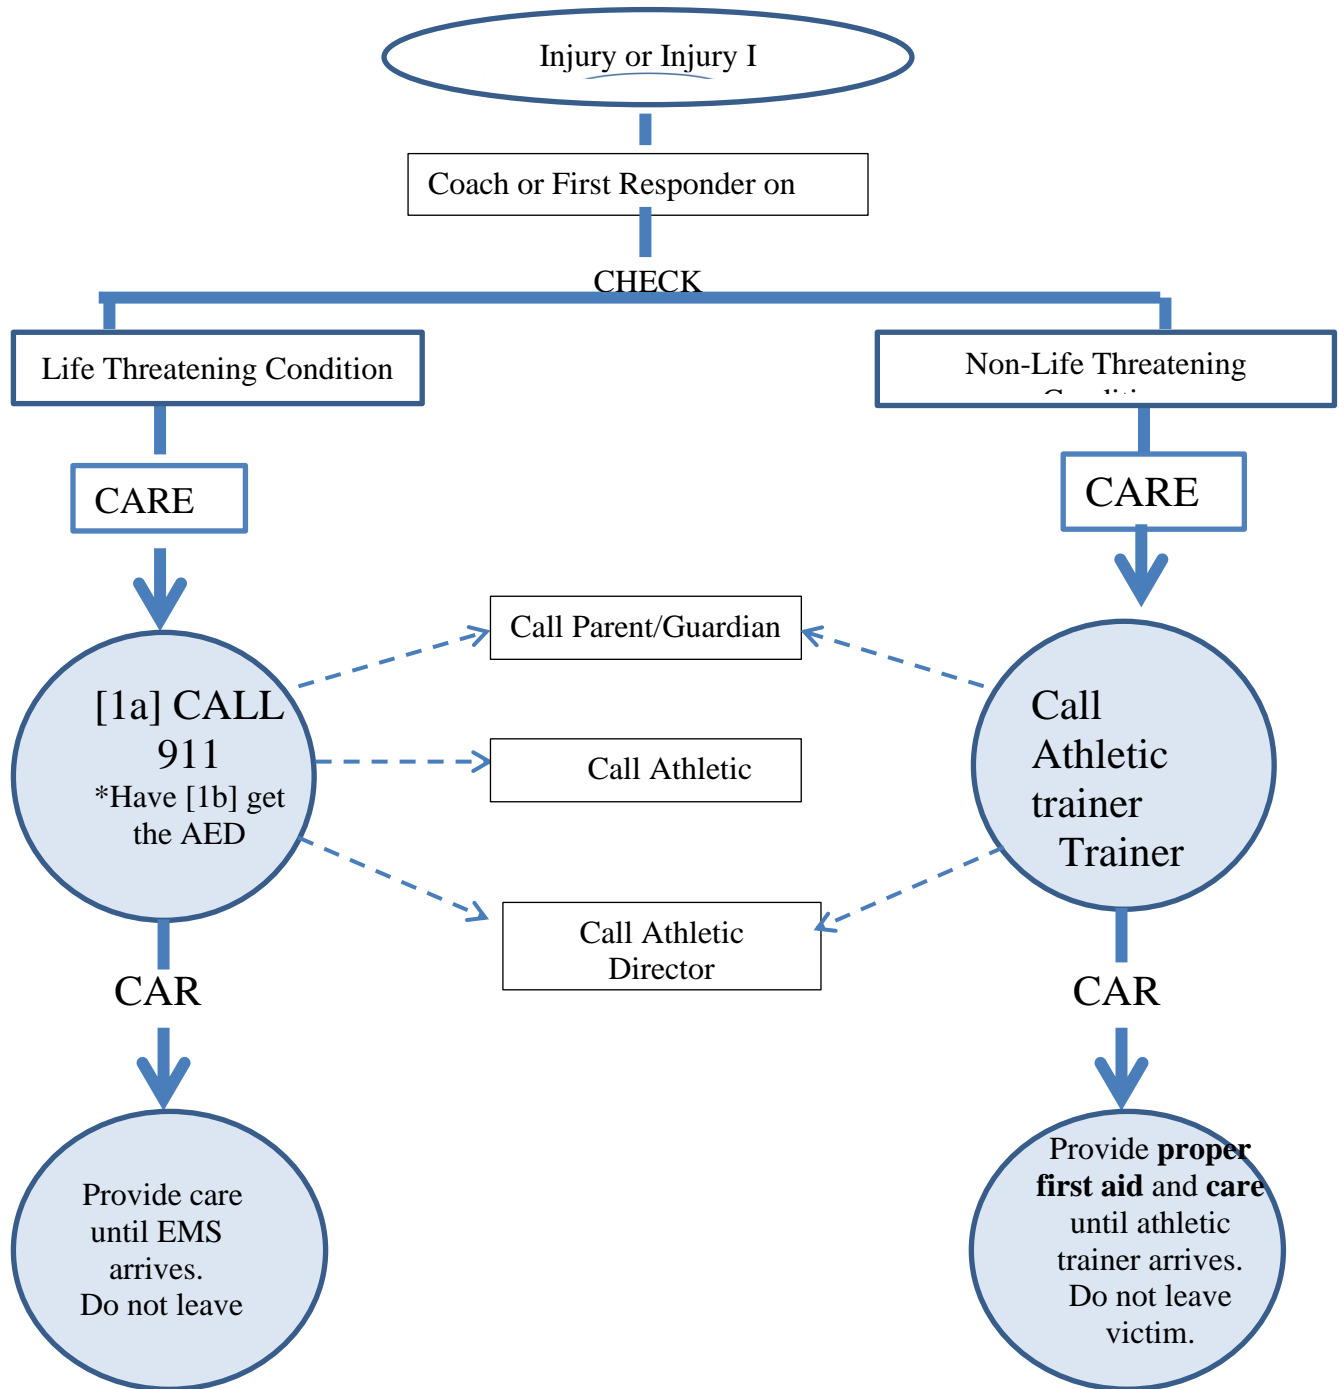 Injury or Injury I
Coach or First Responder on
CHECK
Life Threatening Condition
Non-Life Threatening
CARE
CARE
Call Parent/Guardian
[1a] CALL
911
*Have [1b] get
the AED
Call Athletic
Call
Athletic
trainer
Trainer
Call Athletic
Director
CAR
CAR
Provide care
until EMS
arrives.
Do not leave
Provide proper
first aid and care
until athletic
trainer arrives.
Do not leave
victim.